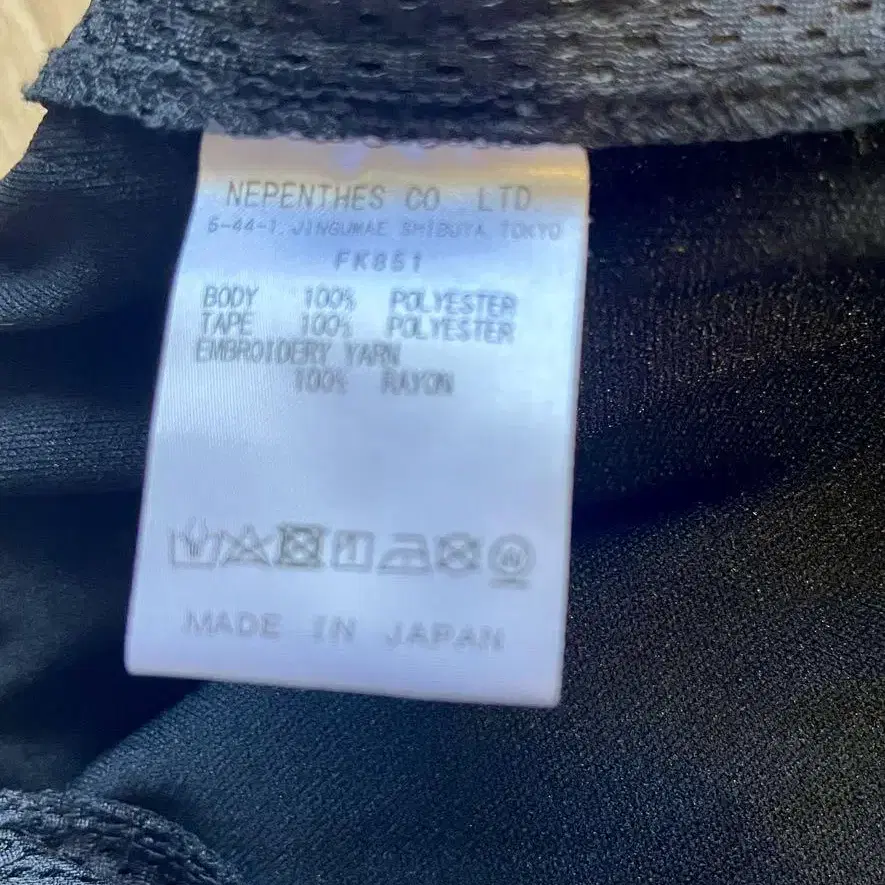 NEPENTHES CO LTD.
5-44-1, JINGUMAE SHIBUYA TOKYO
FK851
BODY 100% POLYESTER
TAPE 100% POLYESTER
EMBROIDERY YARN
100% RAYON
MADE IN JAPAN